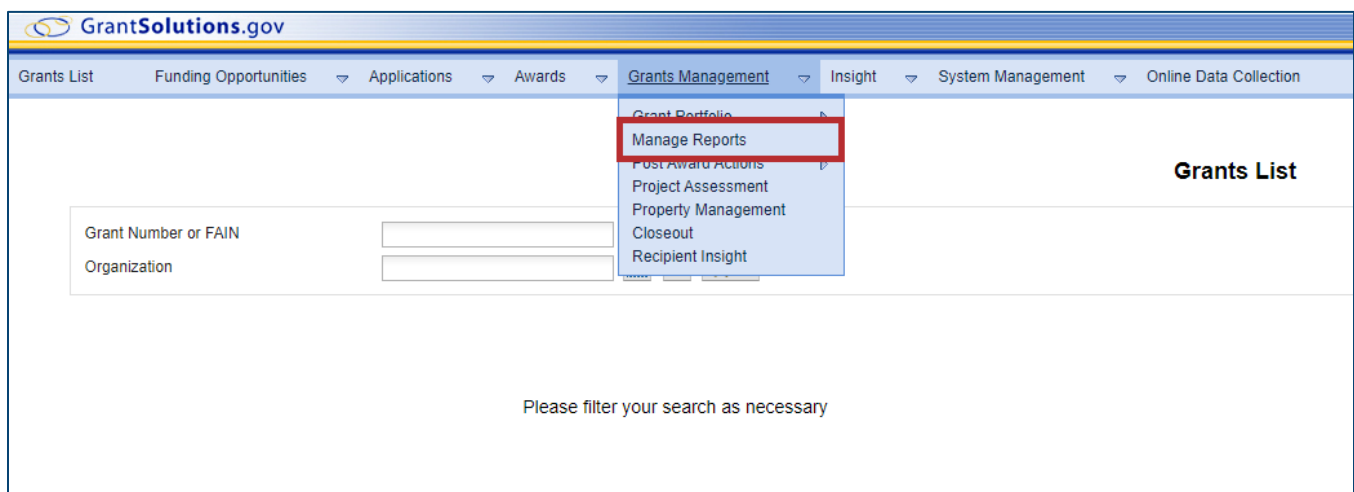 GrantSolutions.gov
Grants List Funding Opportunities Applications Awards Grants Management Insight System Management Online Data Collection
Grant Portfolio
Manage Reports
Post Award Actions
Project Assessment
Property Management
Closeout
Recipient Insight
Grants List
Grant Number or FAIN
Organization
Please filter your search as necessary